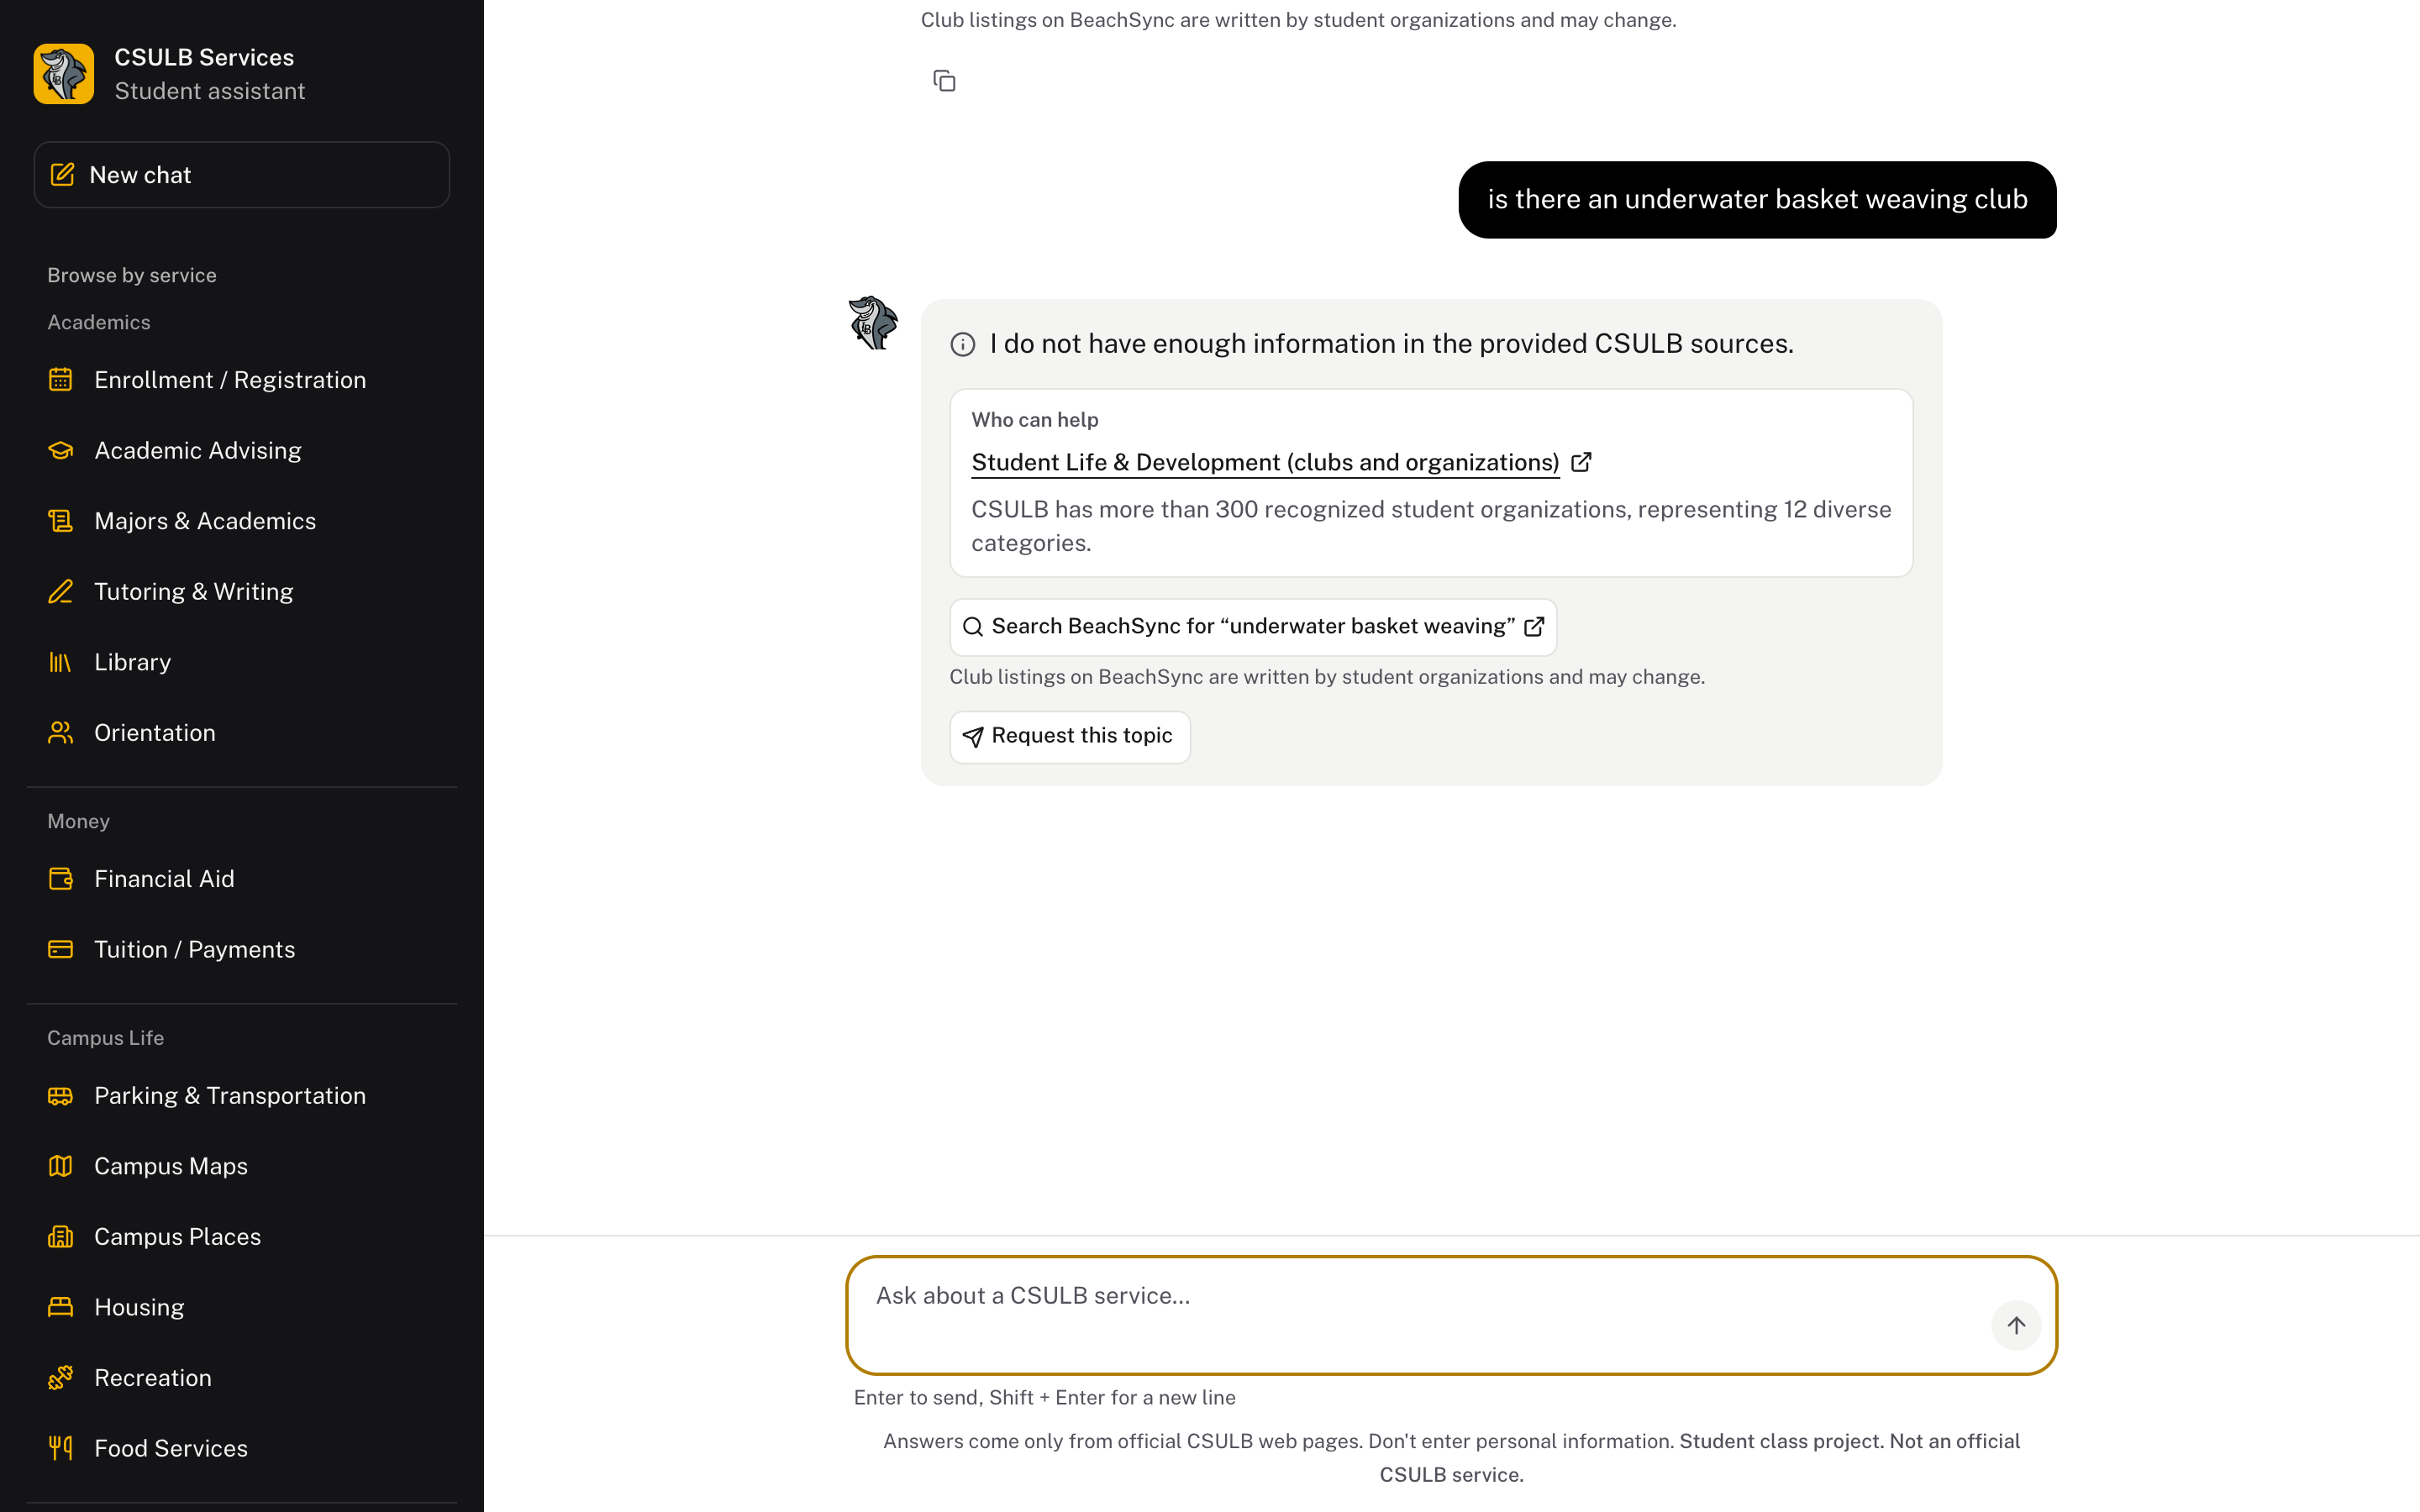 CSULB Services
Student assistant
New chat
Browse by service
Academics
Enrollment / Registration
Academic Advising
Majors & Academics
Tutoring & Writing
Library
Orientation
Money
Financial Aid
Tuition / Payments
Campus Life
Parking & Transportation
Campus Maps
Campus Places
Housing
Recreation
Food Services
Club listings on BeachSync are written by student organizations and may change.
is there an underwater basket weaving club
I do not have enough information in the provided CSULB sources.
Who can help
Student Life & Development (clubs and organizations)
CSULB has more than 300 recognized student organizations, representing 12 diverse
categories.
Search BeachSync for “underwater basket weaving”
Club listings on BeachSync are written by student organizations and may change.
Request this topic
Ask about a CSULB service...
Enter to send, Shift + Enter for a new line
Answers come only from official CSULB web pages. Don't enter personal information. Student class project. Not an official
CSULB service.